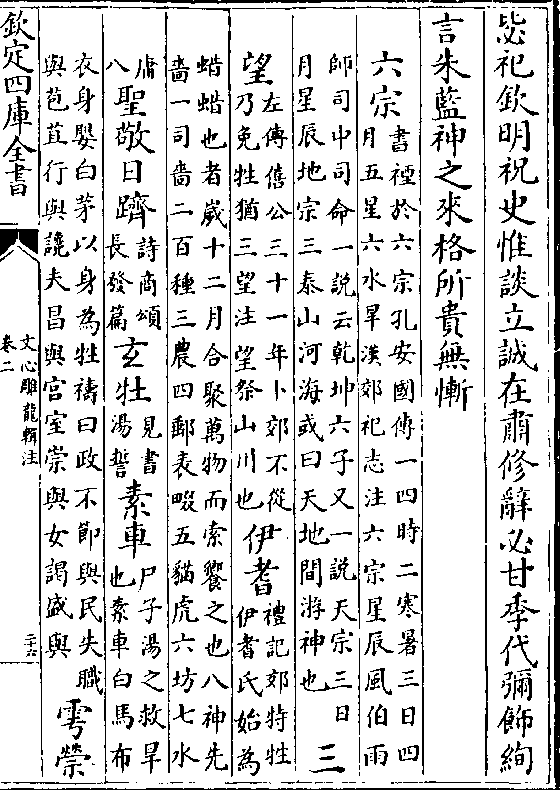 毖祀欽明祝史惟談立誠在肅修辭必甘季代彌飾絢
言朱藍神之來格所貴無慚
六宗書禋於六宗孔安國傳一四時二寒暑三日四月五星六水旱漢郊祀志注六宗星辰風伯雨
師司中司命一說云乾坤六子又一說天宗三日月星辰地宗三泰山河海或曰天地間游神也三
望左傳僖公三十一年卜郊不從乃免牲猶三望注望祭山川也伊耆禮記郊特牲伊耆氏始為
蜡蜡也者歲十二月合聚萬物而索饗之也八神先嗇一司嗇二百種三農四郵表畷五貓虎六坊七水
庸八聖敬日躋詩商頌長發篇玄牡見書湯誓素車尸子湯之救旱也素車白馬布
衣身嬰白茅以身為牲禱曰政不節與民失職與苞苴行與讒夫昌與宮室崇與女謁盛與雩禜
欽定四庫全書
文心雕龍輯注
卷二
二十六